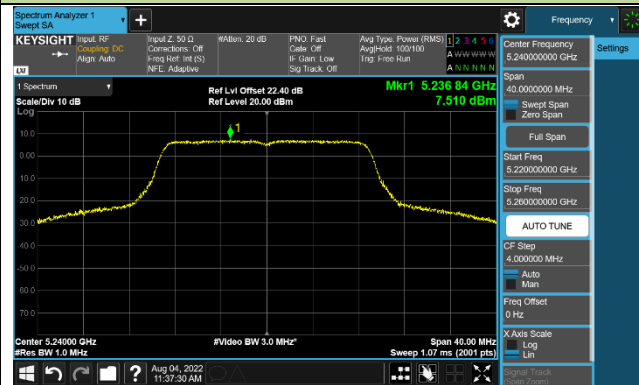 Spectrum Analyzer 1
Swept SA
Frequency
KEYSIGHT
Input: RF
Coupling: DC
Align: Auto
Input Z: 50 Ω
Corrections: Off
Freq Ref: Int (S)
NFE: Adaptive
#Atten: 20 dB
PNO: Fast
Gate: Off
IF Gain: Low
Sig Track: Off
Avg Type: Power (RMS)
Avg|Hold: 100/100
Trig: Free Run
1 2 3 4 5 6
A W W W W W
A N N N N N
LXI
1 Spectrum
Scale/Div 10 dB
Log
Ref Lvl Offset 22.40 dB
Ref Level 20.00 dBm
Mkr1 5.236 84 GHz
7.510 dBm
1
10.0
0.00
-10.0
-20.0
-30.0
-40.0
-50.0
-60.0
-70.0
Center 5.24000 GHz
#Res BW 1.0 MHz
#Video BW 3.0 MHz*
Span 40.00 MHz
Sweep 1.07 ms (2001 pts)
Aug 04, 2022
11:37:30 AM
Center Frequency
5.240000000 GHz
Settings
Span
40.0000000 MHz
Swept Span
Zero Span
Full Span
Start Freq
5.220000000 GHz
Stop Freq
5.260000000 GHz
AUTO TUNE
CF Step
4.000000 MHz
Auto
Man
Freq Offset
0 Hz
X Axis Scale
Log
Lin
Signal Track
(Span Zoom)